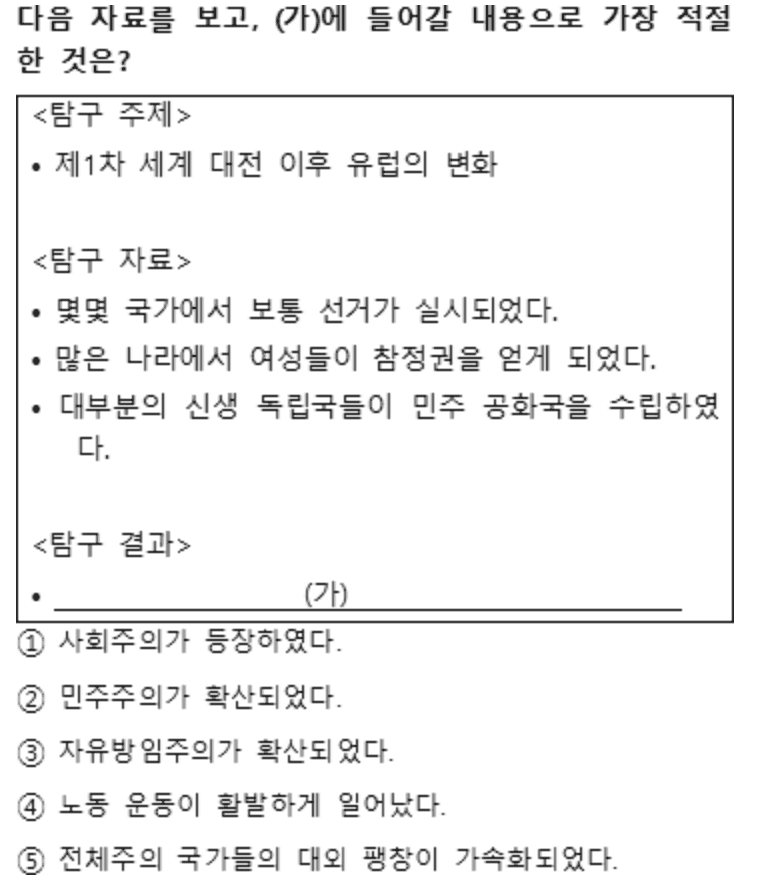 다음 자료를 보고, (가)에 들어갈 내용으로 가장 적절
한 것은?
<탐구 주제>
• 제1차 세계 대전 이후 유럽의 변화
<탐구 자료>
• 몇몇 국가에서 보통 선거가 실시되었다.
• 많은 나라에서 여성들이 참정권을 얻게 되었다.
• 대부분의 신생 독립국들이 민주 공화국을 수립하였
다.
<탐구 결과>
• (가)
① 사회주의가 등장하였다.
② 민주주의가 확산되었다.
③ 자유방임주의가 확산되었다.
④ 노동 운동이 활발하게 일어났다.
⑤ 전체주의 국가들의 대외 팽창이 가속화되었다.